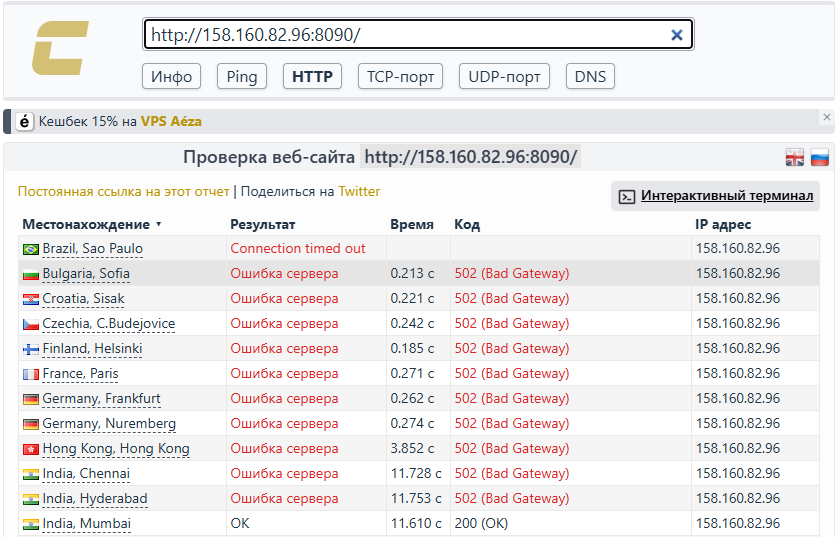 http://158.160.82.96:8090/
Инфо Ping HTTP TCP-порт UDP-порт DNS
é Кешбек 15% на VPS Aéza
Проверка веб-сайта http://158.160.82.96:8090/
Постоянная ссылка на этот отчет | Поделиться на Twitter
Интерактивный терминал
Местонахождение Результат Время Код IP адрес
Brazil, Sao Paulo Connection timed out 158.160.82.96
Bulgaria, Sofia Ошибка сервера 0.213 с 502 (Bad Gateway) 158.160.82.96
Croatia, Sisak Ошибка сервера 0.221 с 502 (Bad Gateway) 158.160.82.96
Czechia, C.Budejovice Ошибка сервера 0.242 с 502 (Bad Gateway) 158.160.82.96
Finland, Helsinki Ошибка сервера 0.185 с 502 (Bad Gateway) 158.160.82.96
France, Paris Ошибка сервера 0.271 с 502 (Bad Gateway) 158.160.82.96
Germany, Frankfurt Ошибка сервера 0.262 с 502 (Bad Gateway) 158.160.82.96
Germany, Nuremberg Ошибка сервера 0.274 с 502 (Bad Gateway) 158.160.82.96
Hong Kong, Hong Kong Ошибка сервера 3.852 с 502 (Bad Gateway) 158.160.82.96
India, Chennai Ошибка сервера 11.728 с 502 (Bad Gateway) 158.160.82.96
India, Hyderabad Ошибка сервера 11.753 с 502 (Bad Gateway) 158.160.82.96
India, Mumbai OK 11.610 с 200 (OK) 158.160.82.96